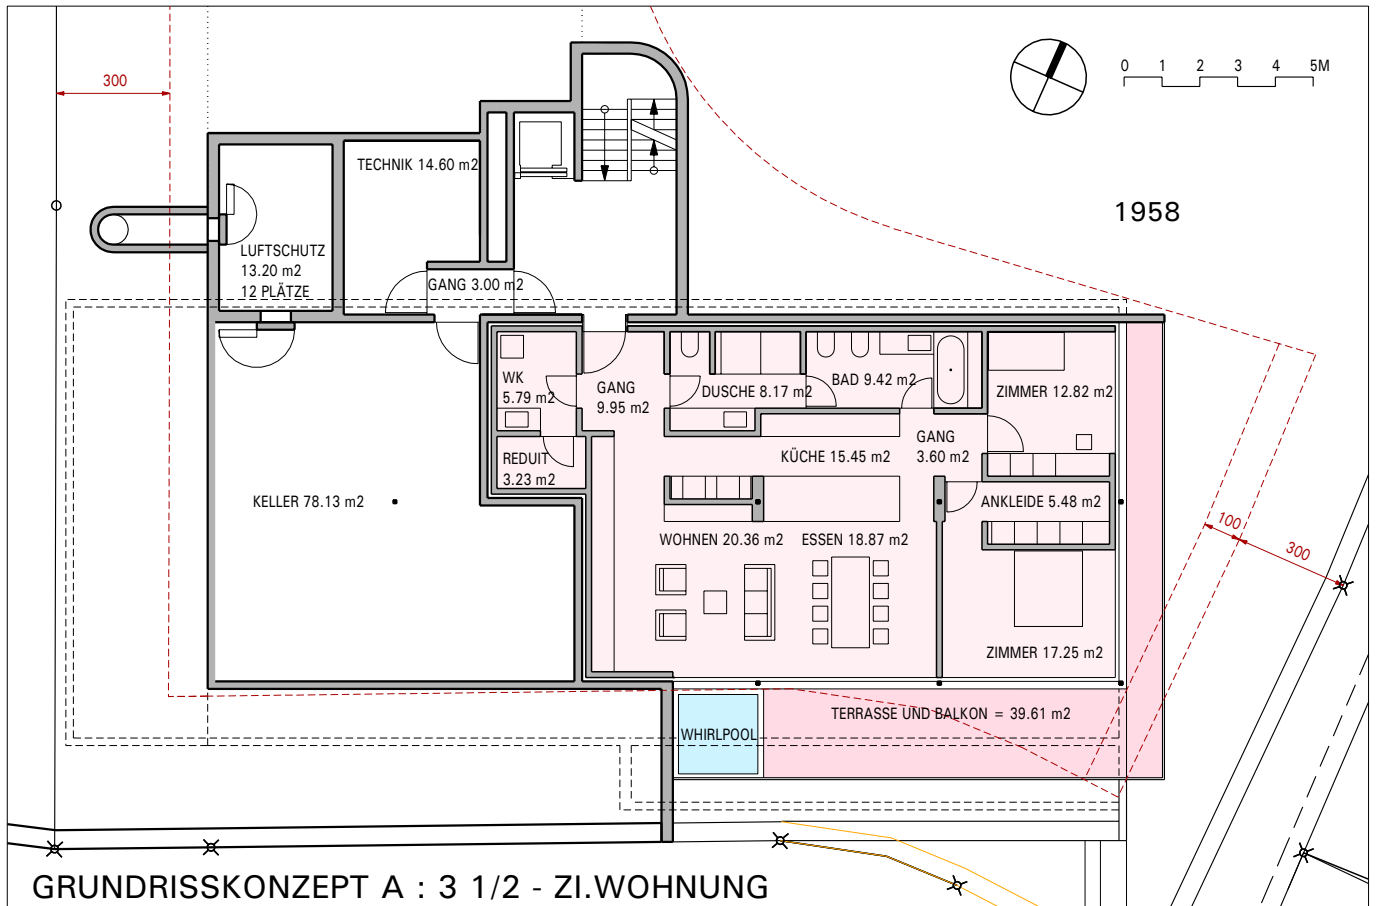 300
0 1 2 3 4 5M
TECHNIK 14.60 m2
1958
LUFTSCHUTZ
13.20 m2
12 PLÄTZE
GANG 3.00 m2
WK
5.79 m2
GANG
9.95 m2
DUSCHE 8.17 m2
BAD 9.42 m2
ZIMMER 12.82 m2
REDUIT
3.23 m2
KÜCHE 15.45 m2
GANG
3.60 m2
KELLER 78.13 m2
ANKLEIDE 5.48 m2
WOHNEN 20.36 m2
ESSEN 18.87 m2
100
300
ZIMMER 17.25 m2
TERRASSE UND BALKON = 39.61 m2
WHIRLPOOL
GRUNDRISSKONZEPT A : 3 1/2 - ZI.WOHNUNG